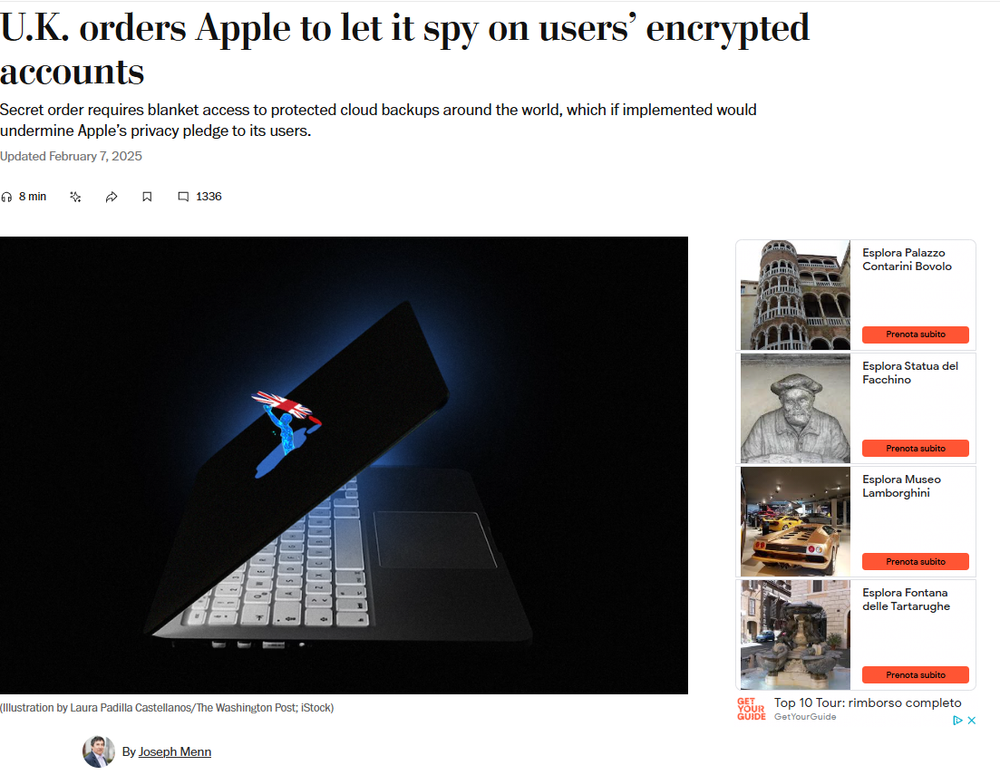 U.K. orders Apple to let it spy on users’ encrypted
accounts
Secret order requires blanket access to protected cloud backups around the world, which if implemented would
undermine Apple’s privacy pledge to its users.
Updated February 7, 2025
8 min
1336
(Illustration by Laura Padilla Castellanos/The Washington Post; iStock)
By Joseph Menn
Esplora Palazzo
Contarini Bovolo
Prenota subito
Esplora Statua del
Facchino
Prenota subito
Esplora Museo
Lamborghini
Prenota subito
Esplora Fontana
delle Tartarughe
Prenota subito
GET
YOUR
GUIDE
Top 10 Tour: rimborso completo
GetYourGuide